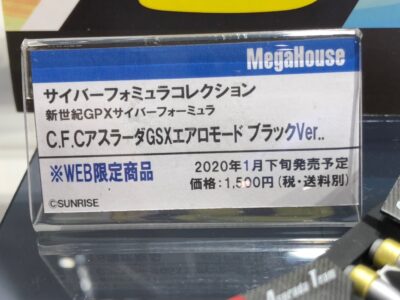 MegaHouse
サイバーフォミュラコレクション
新世紀GPXサイバーフォーミュラ
C.F.CアスラーダGSXエアロモード ブラックVer..
※WEB限定商品
2020年1月下旬発売予定
価格:1,500円(税・送料別)
©SUNRISE
Asurada Team